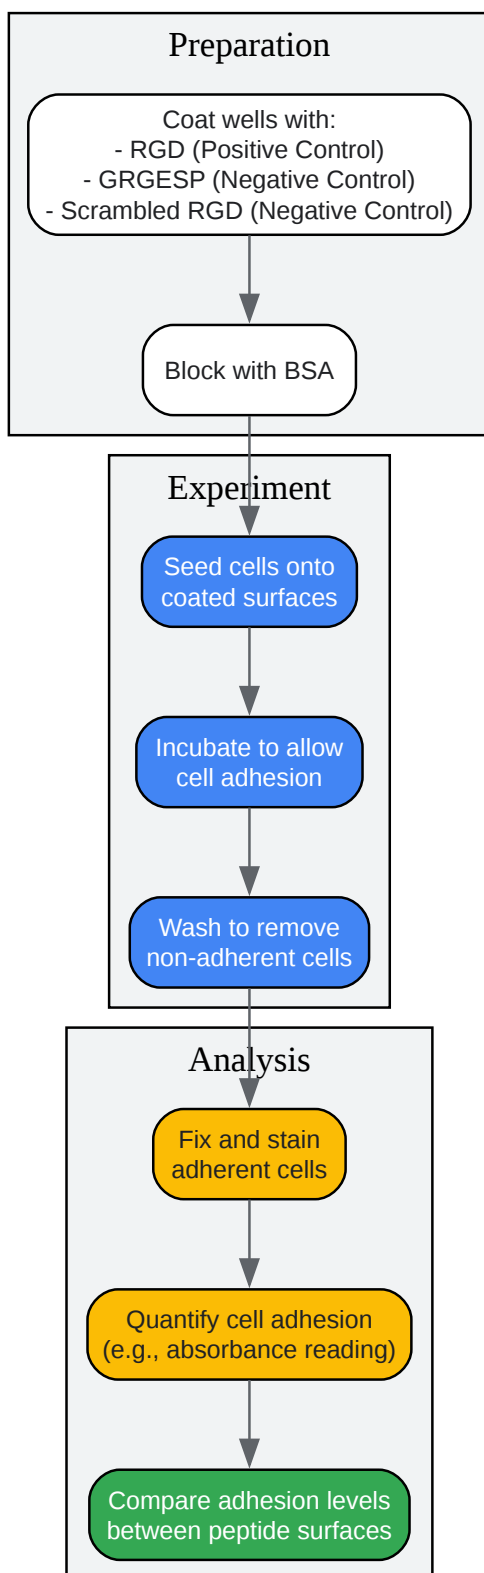 Preparation
Coat wells with:
- RGD (Positive Control)
- GRGESP (Negative Control)
- Scrambled RGD (Negative Control)
Block with BSA
Experiment
Seed cells onto
coated surfaces
Incubate to allow
cell adhesion
Wash to remove
non-adherent cells
Analysis
Fix and stain
adherent cells
Quantify cell adhesion
(e.g., absorbance reading)
Compare adhesion levels
between peptide surfaces